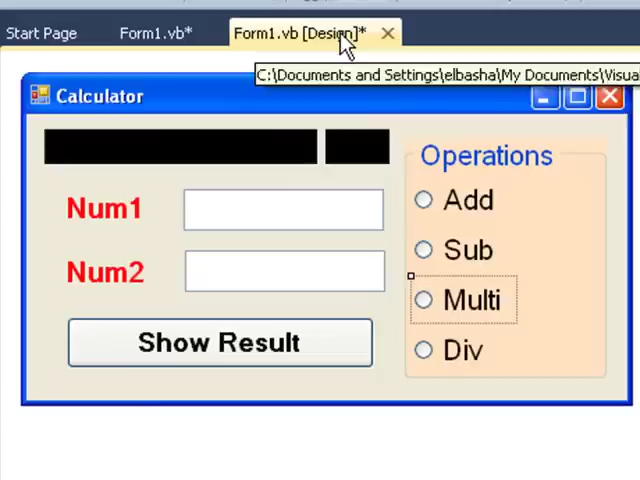 Start Page
Form1.vb*
Form1.vb [Design]*
C:\Documents and Settings\elbasha\My Documents\Visual
Calculator
Operations
Num1
Add
Sub
Num2
Multi
Show Result
Div